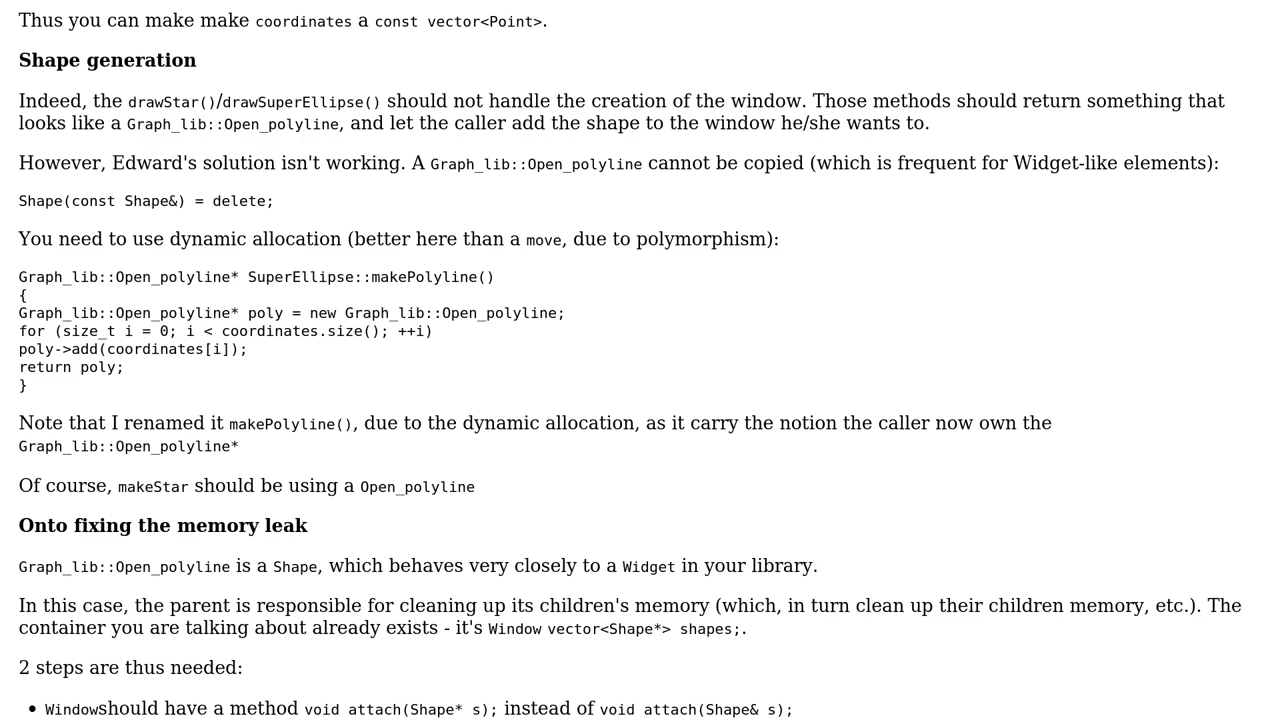 Thus you can make make coordinates a const vector<Point>.
Shape generation
Indeed, the drawStar()/drawSuperEllipse() should not handle the creation of the window. Those methods should return something that
looks like a Graph_lib::Open_polyline, and let the caller add the shape to the window he/she wants to.
However, Edward's solution isn't working. A Graph_lib::Open_polyline cannot be copied (which is frequent for Widget-like elements):
Shape(const Shape&) = delete;
You need to use dynamic allocation (better here than a move, due to polymorphism):
Graph_lib::Open_polyline* SuperEllipse::makePolyline()
{
Graph_lib::Open_polyline* poly = new Graph_lib::Open_polyline;
for (size_t i = 0; i < coordinates.size(); ++i)
poly->add(coordinates[i]);
return poly;
}
Note that I renamed it makePolyline(), due to the dynamic allocation, as it carry the notion the caller now own the
Graph_lib::Open_polyline*
Of course, makeStar should be using a Open_polyline
Onto fixing the memory leak
Graph_lib::Open_polyline is a Shape, which behaves very closely to a Widget in your library.
In this case, the parent is responsible for cleaning up its children's memory (which, in turn clean up their children memory, etc.). The
container you are talking about already exists - it's Window vector<Shape*> shapes;.
2 steps are thus needed:
• Windowshould have a method void attach(Shape* s); instead of void attach(Shape& s);